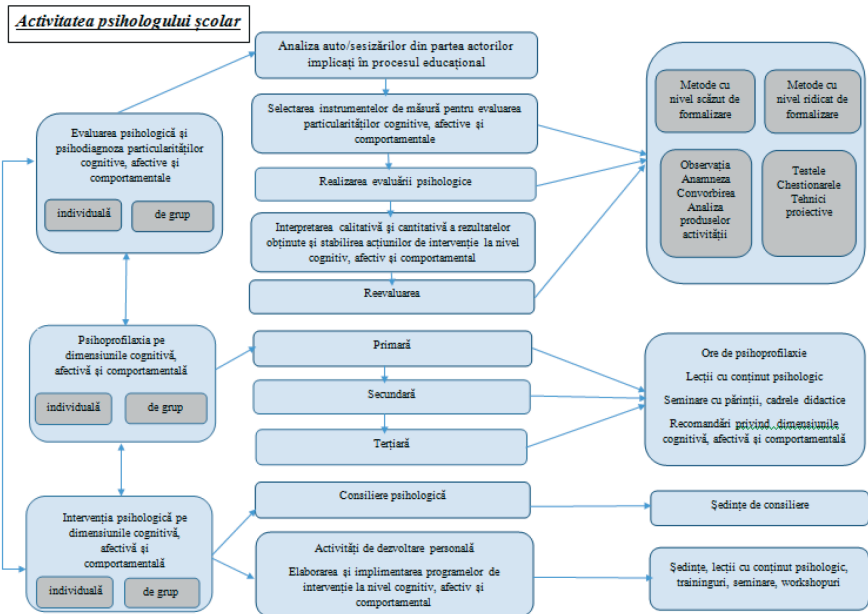 Activitatea psihologului școlar
Analiza auto/sesizărilor din partea actorilor
implicați în procesul educațional
Selectarea instrumentelor de măsură pentru evaluarea
particularităților cognitive, afective și
comportamentale
Realizarea evaluării psihologice
Interpretarea calitativă și cantitativă a rezultatelor
obținute și stabilirea acțiunilor de intervenție la nivel
cognitiv, afectiv și comportamental
Reevaluarea
Metode cu
nivel scăzut de
formalizare
Metode cu
nivel ridicat de
formalizare
Observația
Anamneza
Convorbirea
Analiza
produselor
activității
Testele
Chestionarele
Tehnici
proiective
Evaluarea psihologică și
psihodiagnoza particularităților
cognitive, afective și
comportamentale
individuală
de grup
Psihoprofilaxia pe
dimensiunile cognitivă,
afectivă și comportamentală
individuală
de grup
Primară
Secundară
Terțiară
Ore de psihoprofilaxie
Lecții cu conținut psihologic
Seminare cu părinții, cadrele didactice
Recomandări privind dimensiunile
cognitivă, afectivă și comportamentală
Intervenția psihologică pe
dimensiunile cognitivă,
afectivă și
comportamentală
individuală
de grup
Consiliere psihologică
Ședințe de consiliere
Activități de dezvoltare personală
Elaborarea și implimentarea programelor de
intervenție la nivel cognitiv, afectiv și
comportamental
Ședințe, lecții cu conținut psihologic,
traininguri, seminare, workshopuri